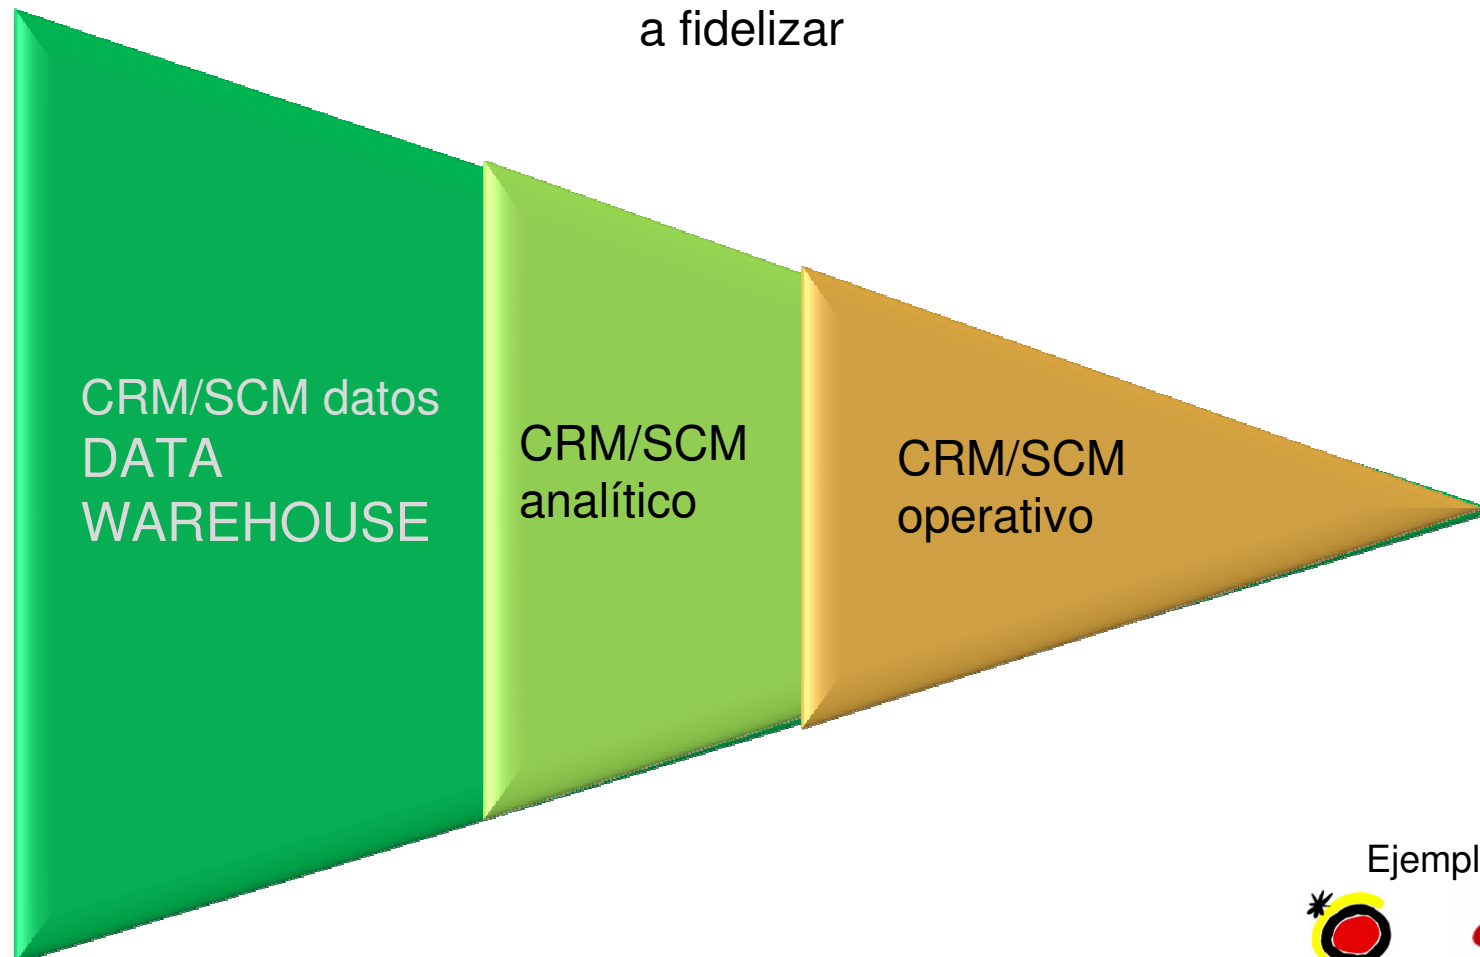 a fidelizar
CRM/SCM datos
DATA
WAREHOUSE
CRM/SCM
analítico
CRM/SCM
operativo
Ejempl